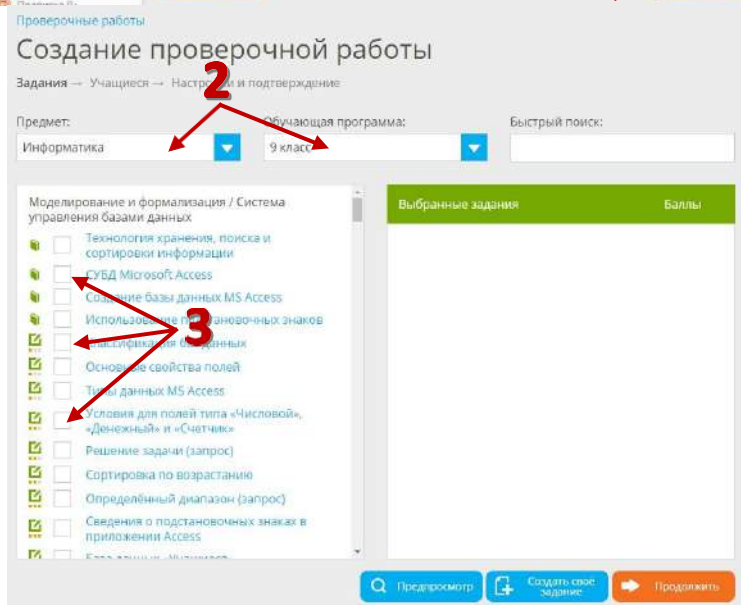 Проверочные работы
Создание проверочной работы
Задания → Учащиеся → Настройки и подтверждение
2
Предмет:
Обучающая программа:
Быстрый поиск:
Информатика
9 класс
Моделирование и формализация / Система
управления базами данных
Технология хранения, поиска и
сортировки информации
СУБД Microsoft Access
Создание базы данных MS Access
Использование подстановочных знаков
3
Классификация баз данных
Основные свойства полей
Типы данных MS Access
Условия для полей типа «Числовой»,
«Денежный» и «Счетчик»
Решение задачи (запрос)
Сортировка по возрастанию
Определённый диапазон (запрос)
Сведения о подстановочных знаках в
приложении Access
Выбранные задания
Баллы
Предпросмотр
Создать свое
задание
Продолжить